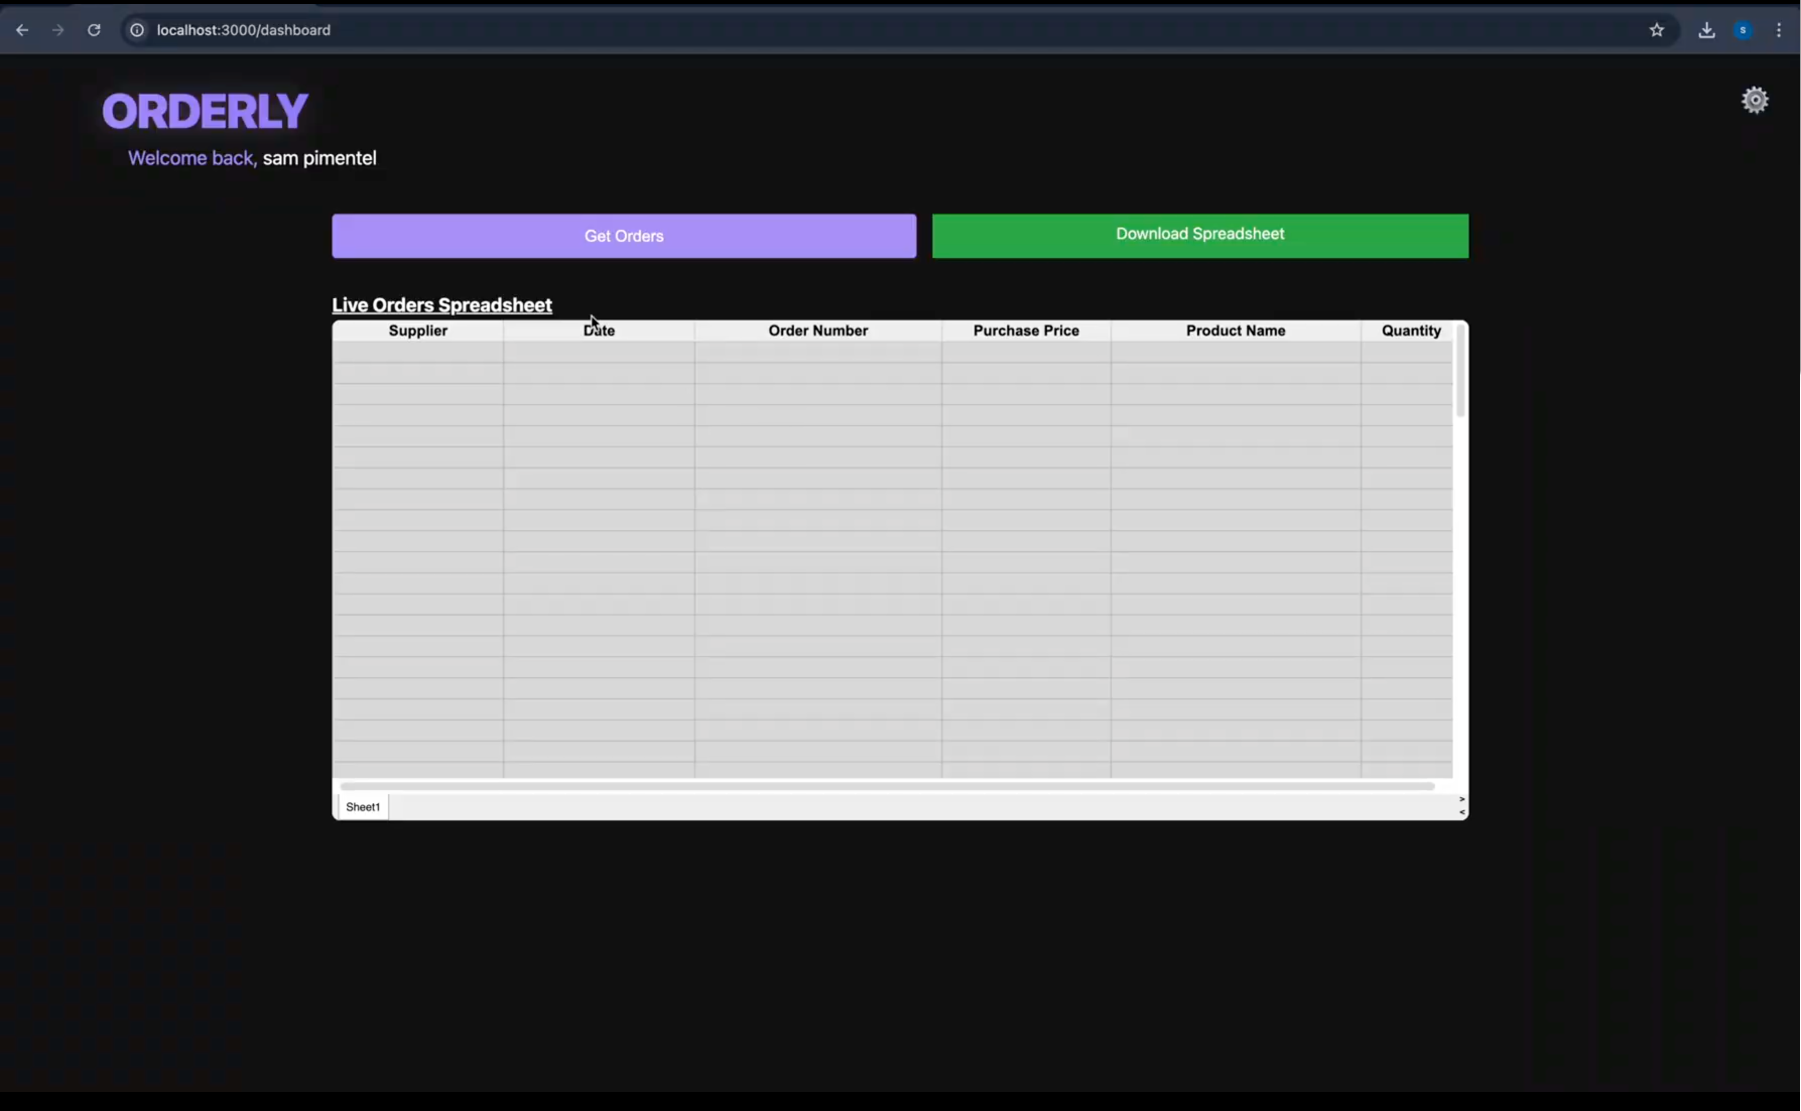 localhost:3000/dashboard
S
ORDERLY
Welcome back, sam pimentel
Get Orders
Download Spreadsheet
Live Orders Spreadsheet
Supplier Date Order Number Purchase Price Product Name Quantity
Sheet1
>
<